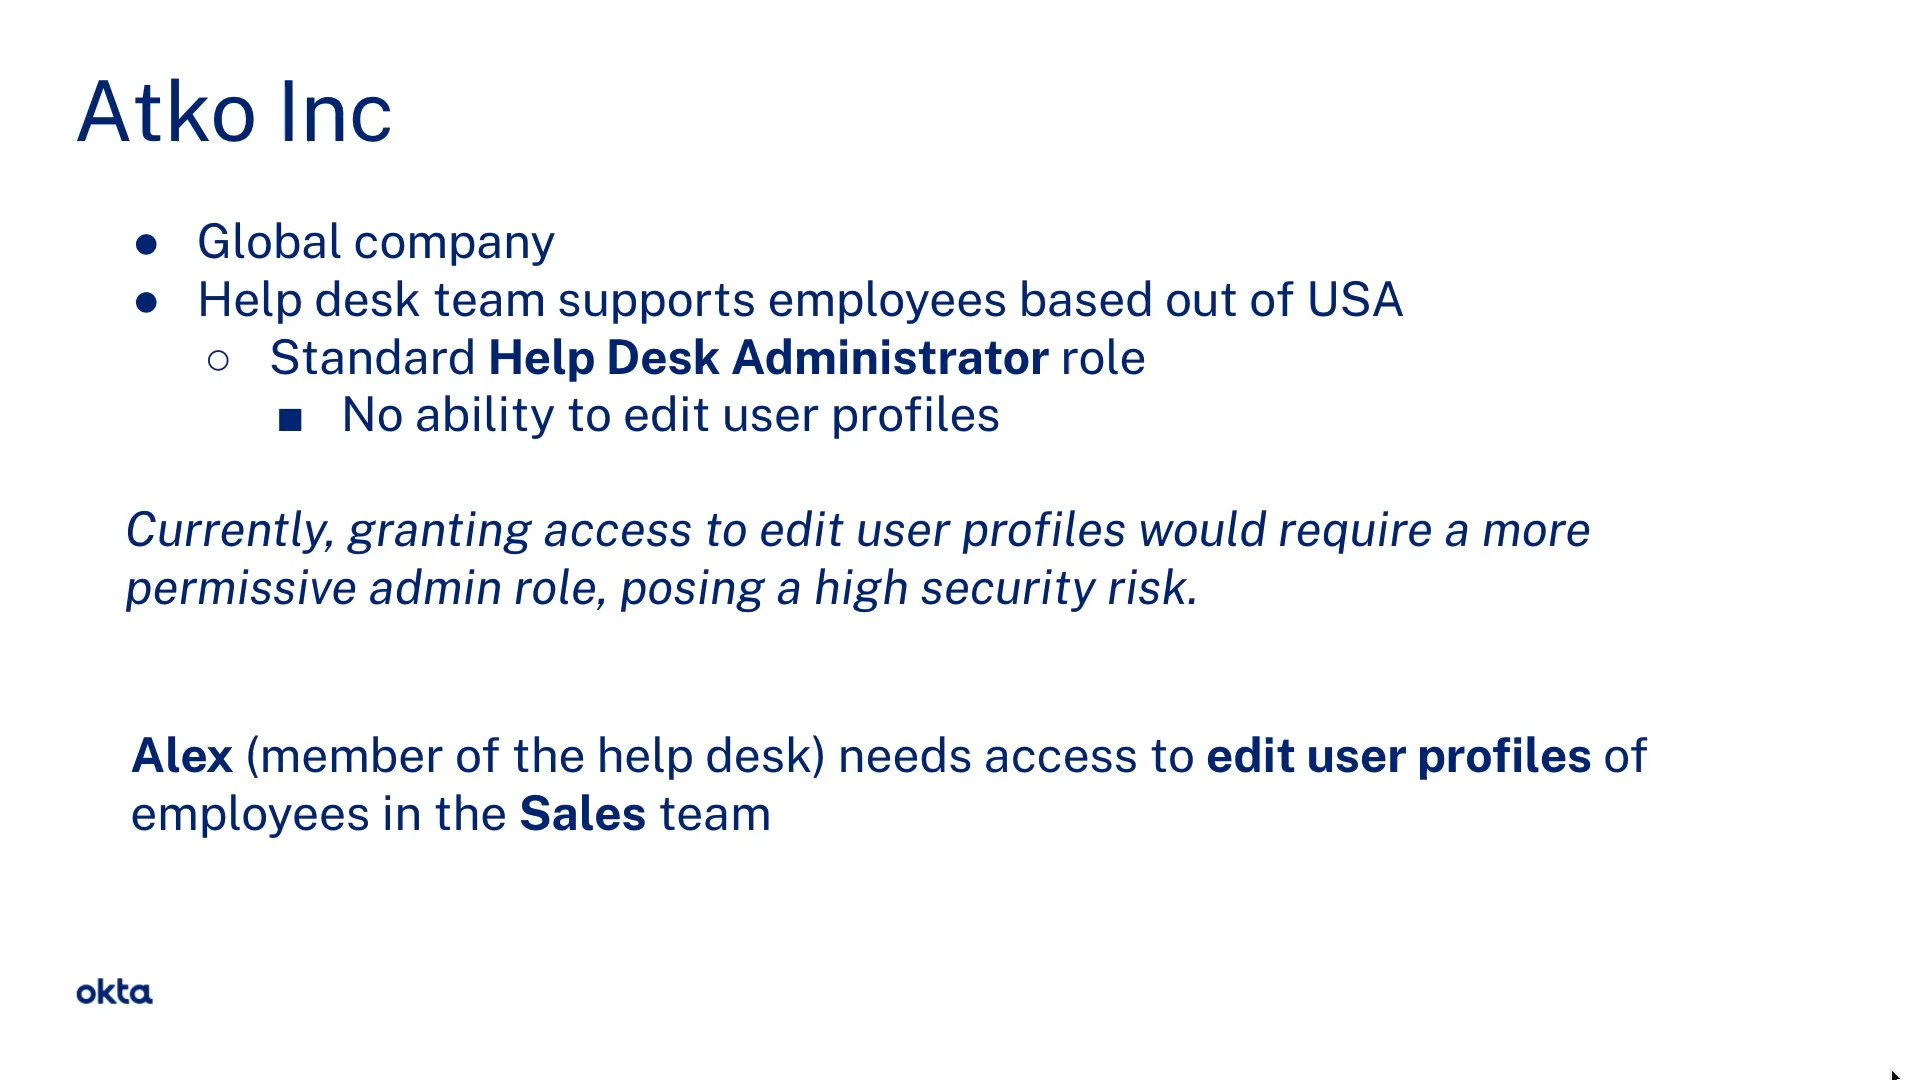 Atko Inc
● Global company
● Help desk team supports employees based out of USA
○ Standard Help Desk Administrator role
■ No ability to edit user profiles
Currently, granting access to edit user profiles would require a more
permissive admin role, posing a high security risk.
Alex (member of the help desk) needs access to edit user profiles of
employees in the Sales team
okta